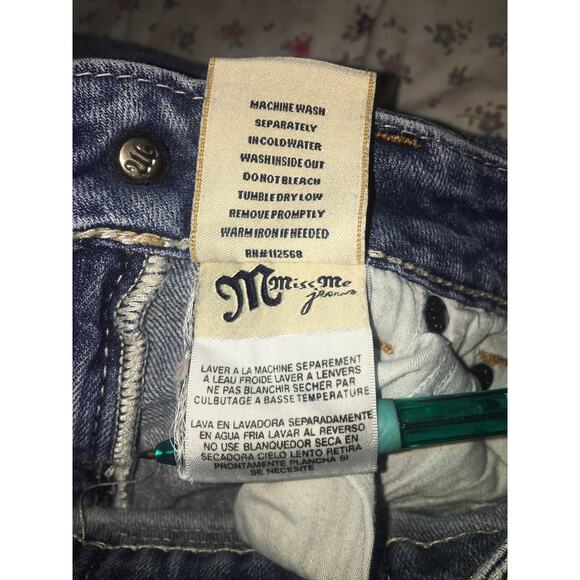 MACHINE WASH
SEPARATELY
IN COLD WATER
WASH INSIDE OUT
DO NOT BLEACH
TUMBLE DRY LOW
REMOVE PROMPTLY
WARM IRON IF NEEDED
RN#112568
M Miss Me
jeans
LAVER A LA MACHINE SEPAREMENT
A LEAU FROIDE LAVER A LENVERS
NE PAS BLANCHIR SECHER PAR
CULBUTAGE A BASSE TEMPERATURE
LAVA EN LAVADORA SEPARADAMENTE
EN AGUA FRIA LAVAR AL REVERSO
NO USE BLANQUEDOR SECA EN
SECADORA CIELO LENTO RETIRA
PRONTAMENTE PLANCHA SI
SE NECESITE
M